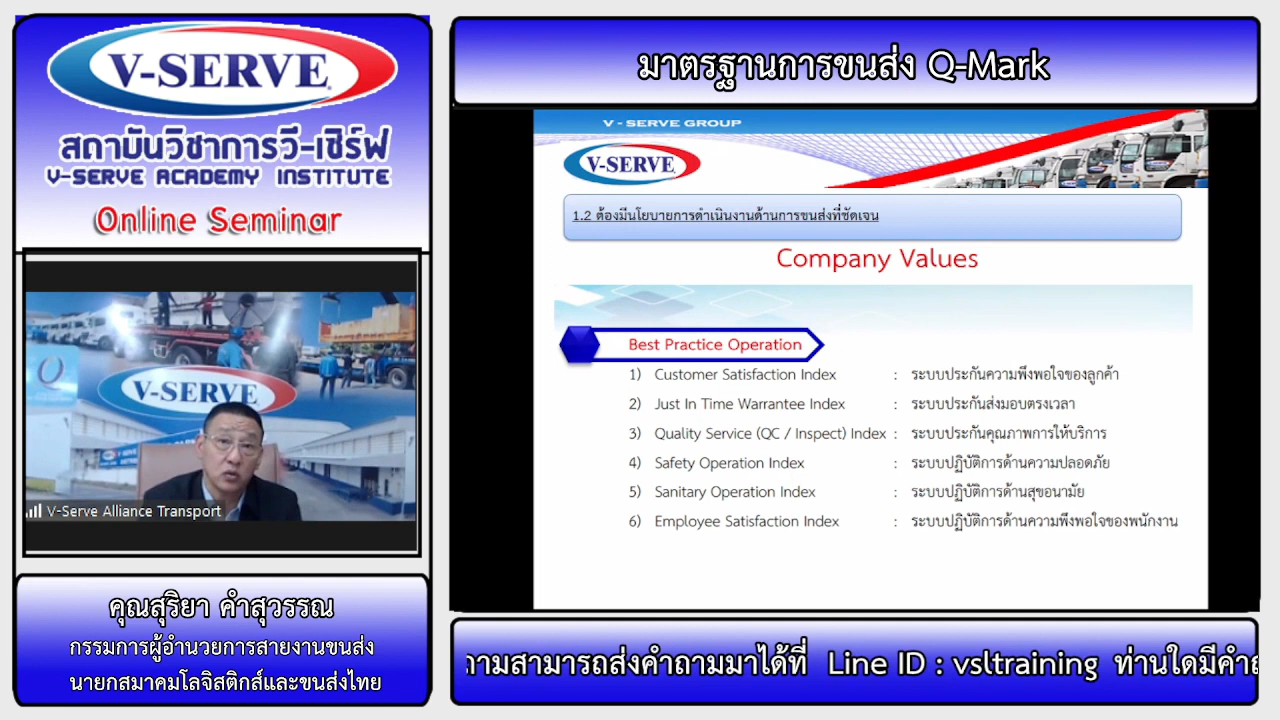 V-SERVE
สถาบันวิชาการวี-เซิร์ฟ
V-SERVE ACADEMY INSTITUTE
Online Seminar
V-SERVE
V-Serve Alliance Transport
คุณสุริยา คำสุวรรณ
กรรมการผู้อำนวยการสายงานขนส่ง
นายกสมาคมโลจิสติกส์และขนส่งไทย
มาตรฐานการขนส่ง Q-Mark
V - SERVE GROUP
V-SERVE
1.2 ต้องมีนโยบายการดำเนินงานด้านการขนส่งที่ชัดเจน
Company Values
Best Practice Operation
1) Customer Satisfaction Index : ระบบประกันความพึงพอใจของลูกค้า
2) Just In Time Warrantee Index : ระบบประกันส่งมอบตรงเวลา
3) Quality Service (QC / Inspect) Index : ระบบประกันคุณภาพการให้บริการ
4) Safety Operation Index : ระบบปฏิบัติการด้านความปลอดภัย
5) Sanitary Operation Index : ระบบปฏิบัติการด้านสุขอนามัย
6) Employee Satisfaction Index : ระบบปฏิบัติการด้านความพึงพอใจของพนักงาน
ถามสามารถส่งคำถามมาได้ที่ Line ID : vsltraining ท่านใดมีคำถ